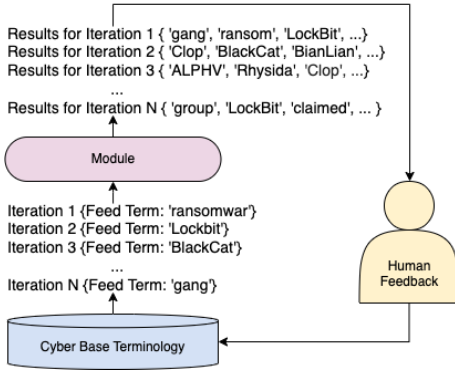 Results for Iteration 1 { 'gang', 'ransom', 'LockBit', ...}
Results for Iteration 2 { 'Clop', 'BlackCat', 'BianLian', ...}
Results for Iteration 3 { 'ALPHV', 'Rhysida', 'Clop', ...}
...
Results for Iteration N { 'group', 'LockBit', 'claimed', ... }
Module
Iteration 1 {Feed Term: 'ransomwar'}
Iteration 2 {Feed Term: 'Lockbit'}
Iteration 3 {Feed Term: 'BlackCat'}
...
Iteration N {Feed Term: 'gang'}
Human
Feedback
Cyber Base Terminology